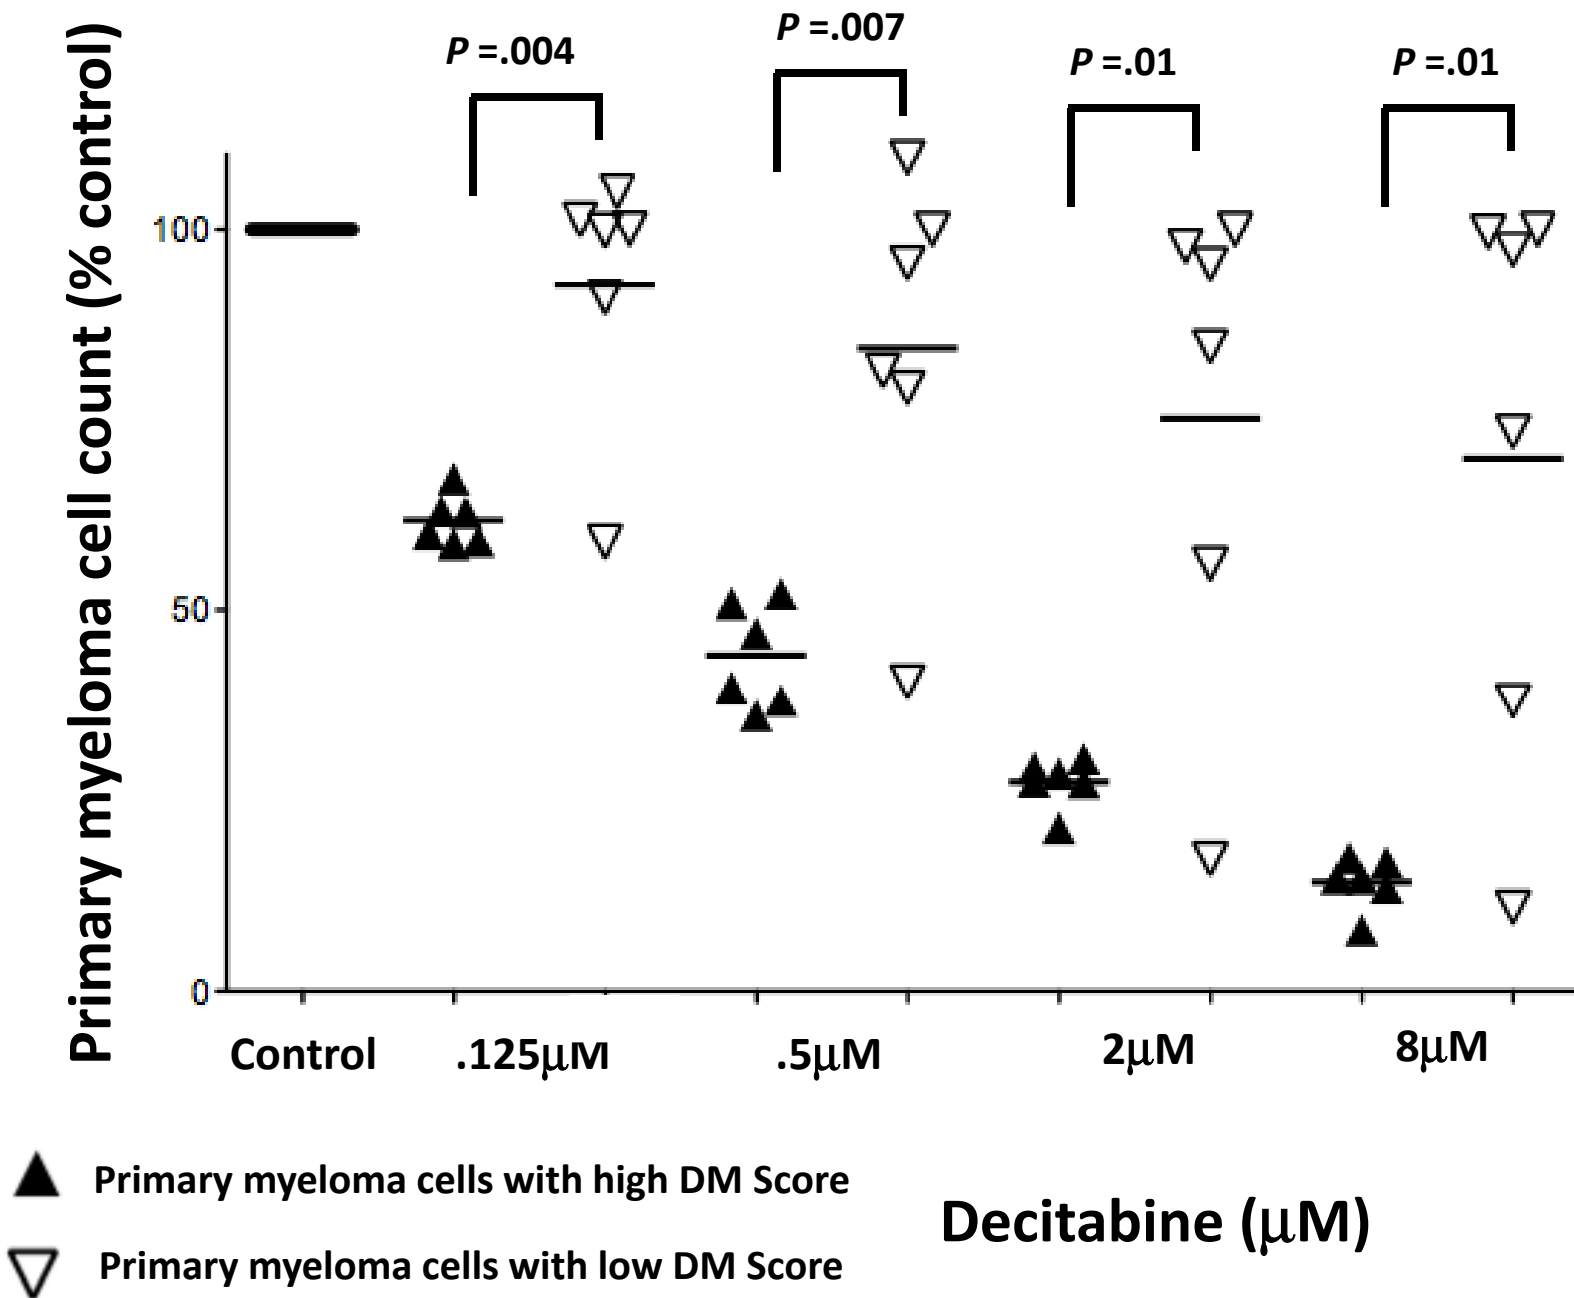 P =.004
P =.007
P =.01
P =.01
Primary myeloma cell count (% control)
100
50
0
Control
.125μM
.5μM
2μM
8μM
Primary myeloma cells with high DM Score
Primary myeloma cells with low DM Score
Decitabine (μM)